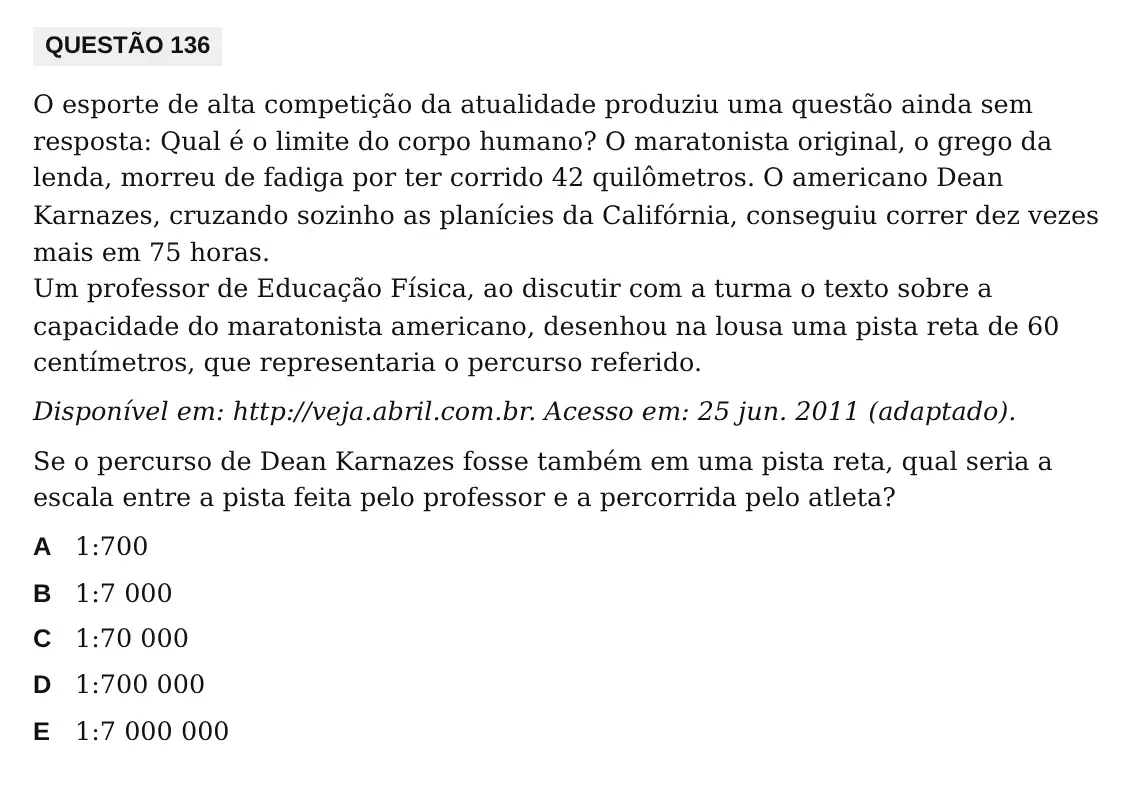 QUESTÃO 136
O esporte de alta competição da atualidade produziu uma questão ainda sem
resposta: Qual é o limite do corpo humano? O maratonista original, o grego da
lenda, morreu de fadiga por ter corrido 42 quilômetros. O americano Dean
Karnazes, cruzando sozinho as planícies da Califórnia, conseguiu correr dez vezes
mais em 75 horas.
Um professor de Educação Física, ao discutir com a turma o texto sobre a
capacidade do maratonista americano, desenhou na lousa uma pista reta de 60
centímetros, que representaria o percurso referido.
Disponível em: http://veja.abril.com.br. Acesso em: 25 jun. 2011 (adaptado).
Se o percurso de Dean Karnazes fosse também em uma pista reta, qual seria a
escala entre a pista feita pelo professor e a percorrida pelo atleta?
A 1:700
B 1:7 000
C 1:70 000
D 1:700 000
E 1:7 000 000